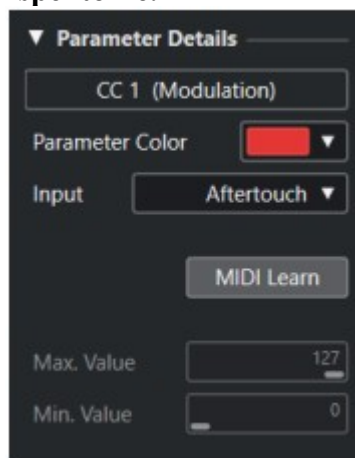 ▼ Parameter Details
CC 1 (Modulation)
Parameter Color
Input Aftertouch ▼
MIDI Learn
Max. Value 127
Min. Value 0